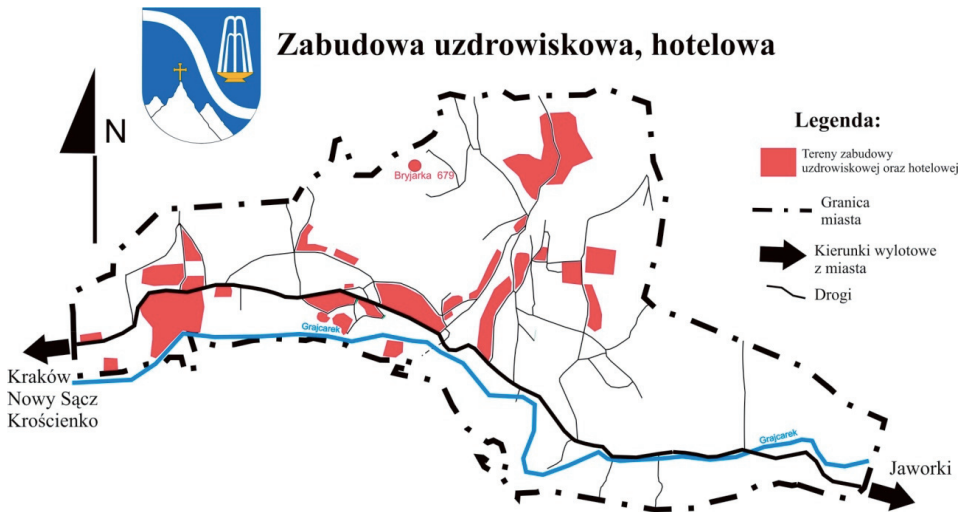 Zabudowa uzdrowiskowa, hotelowa
N
Legenda:
Tereny zabudowy
uzdrowiskowej oraz hotelowej
Granica
miasta
Kierunki wylotowe
z miasta
Drogi
Bryjarka 679
Grajcarek
Kraków
Nowy Sącz
Krościenko
Grajcarek
Jaworki